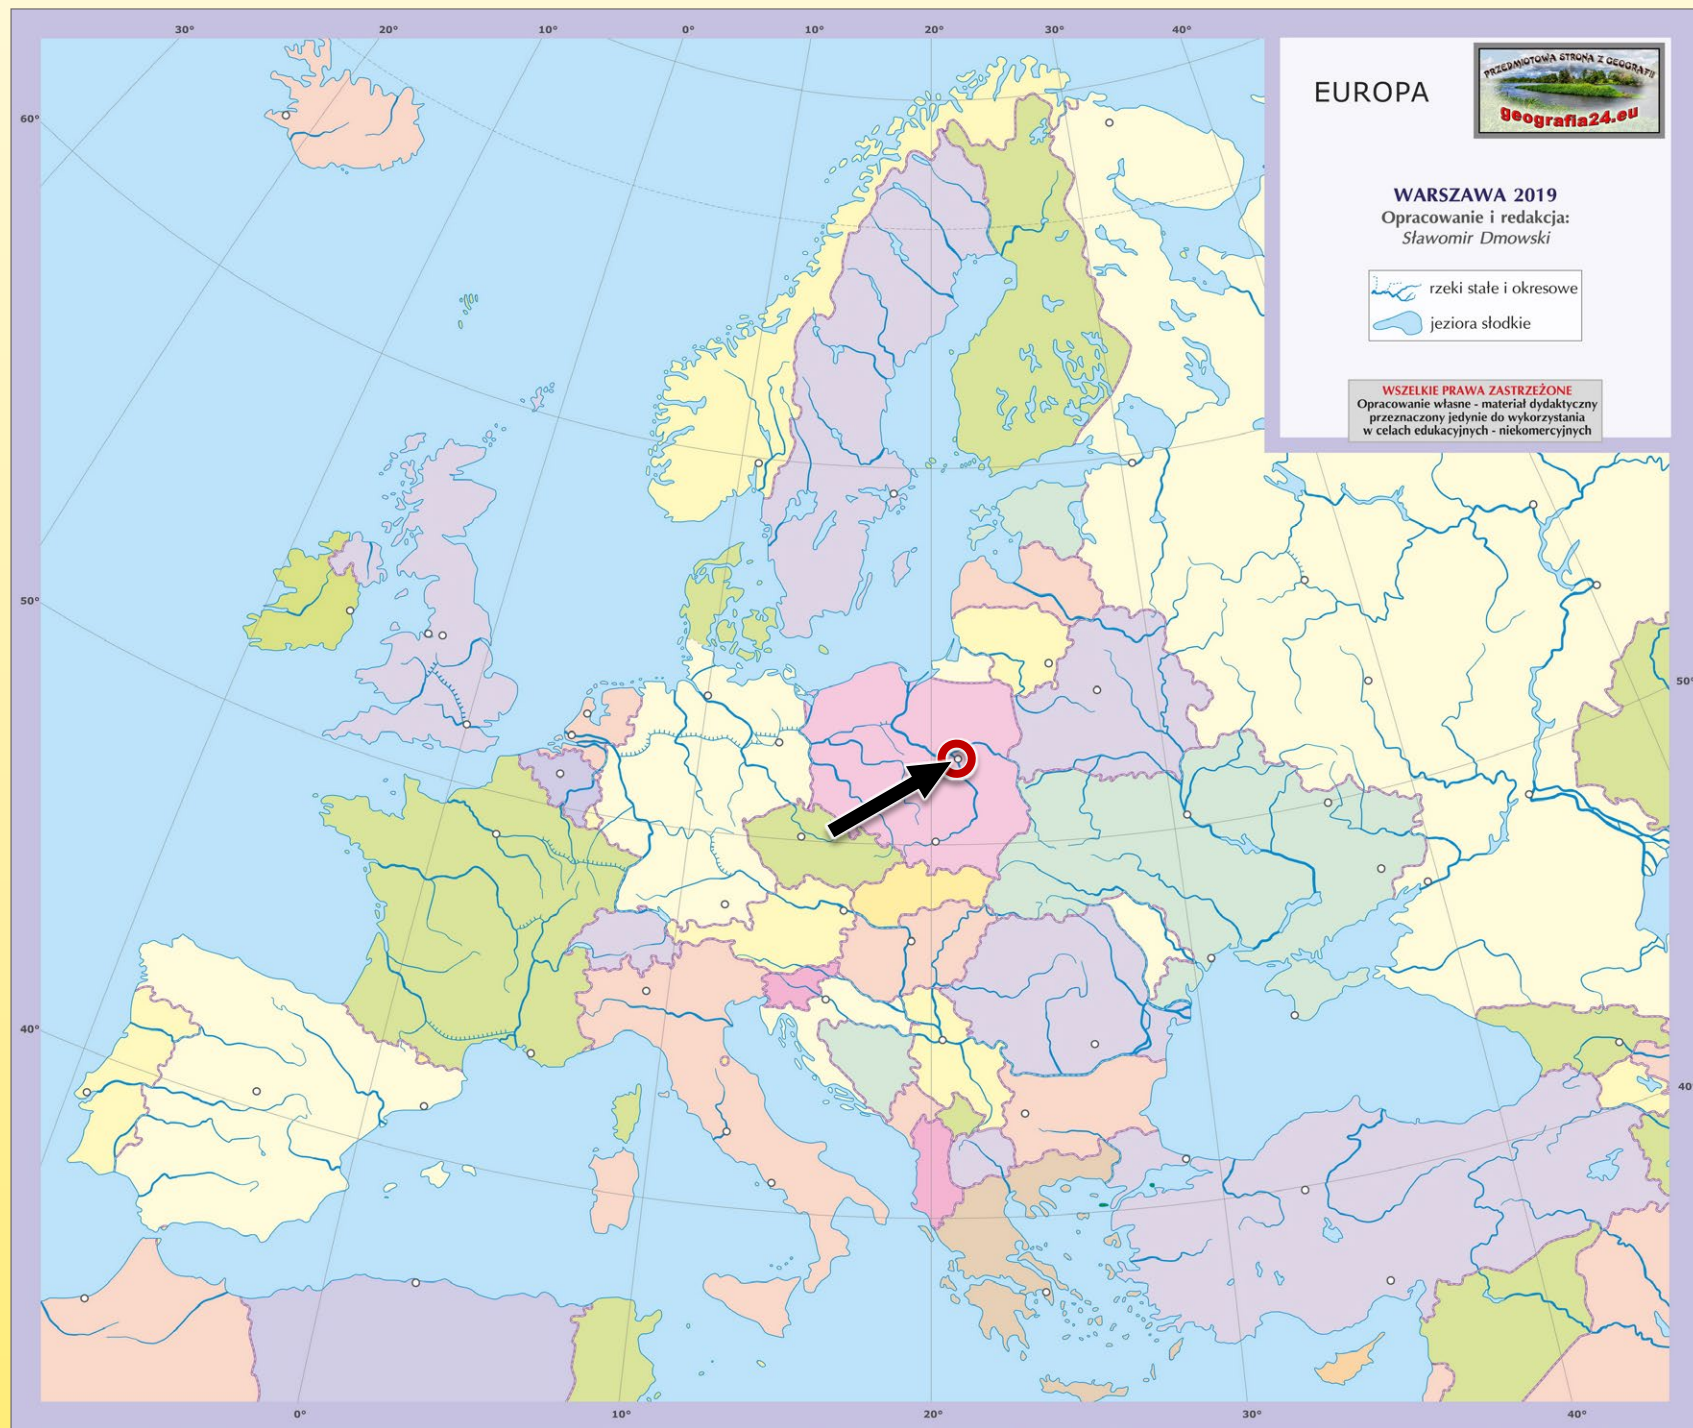 30°
20°
10°
0°
10°
20°
30°
40°
60°
50°
40°
50°
40°
0°
10°
20°
30°
40°
EUROPA
PRZEDMIOTOWA STRONA Z GEOGRAFII
geografia24.eu
WARSZAWA 2019
Opracowanie i redakcja:
Sławomir Dmowski
rzeki stałe i okresowe
jeziora słodkie
WSZELKIE PRAWA ZASTRZEŻONE
Opracowanie własne - materiał dydaktyczny
przeznaczony jedynie do wykorzystania
w celach edukacyjnych - niekomercyjnych